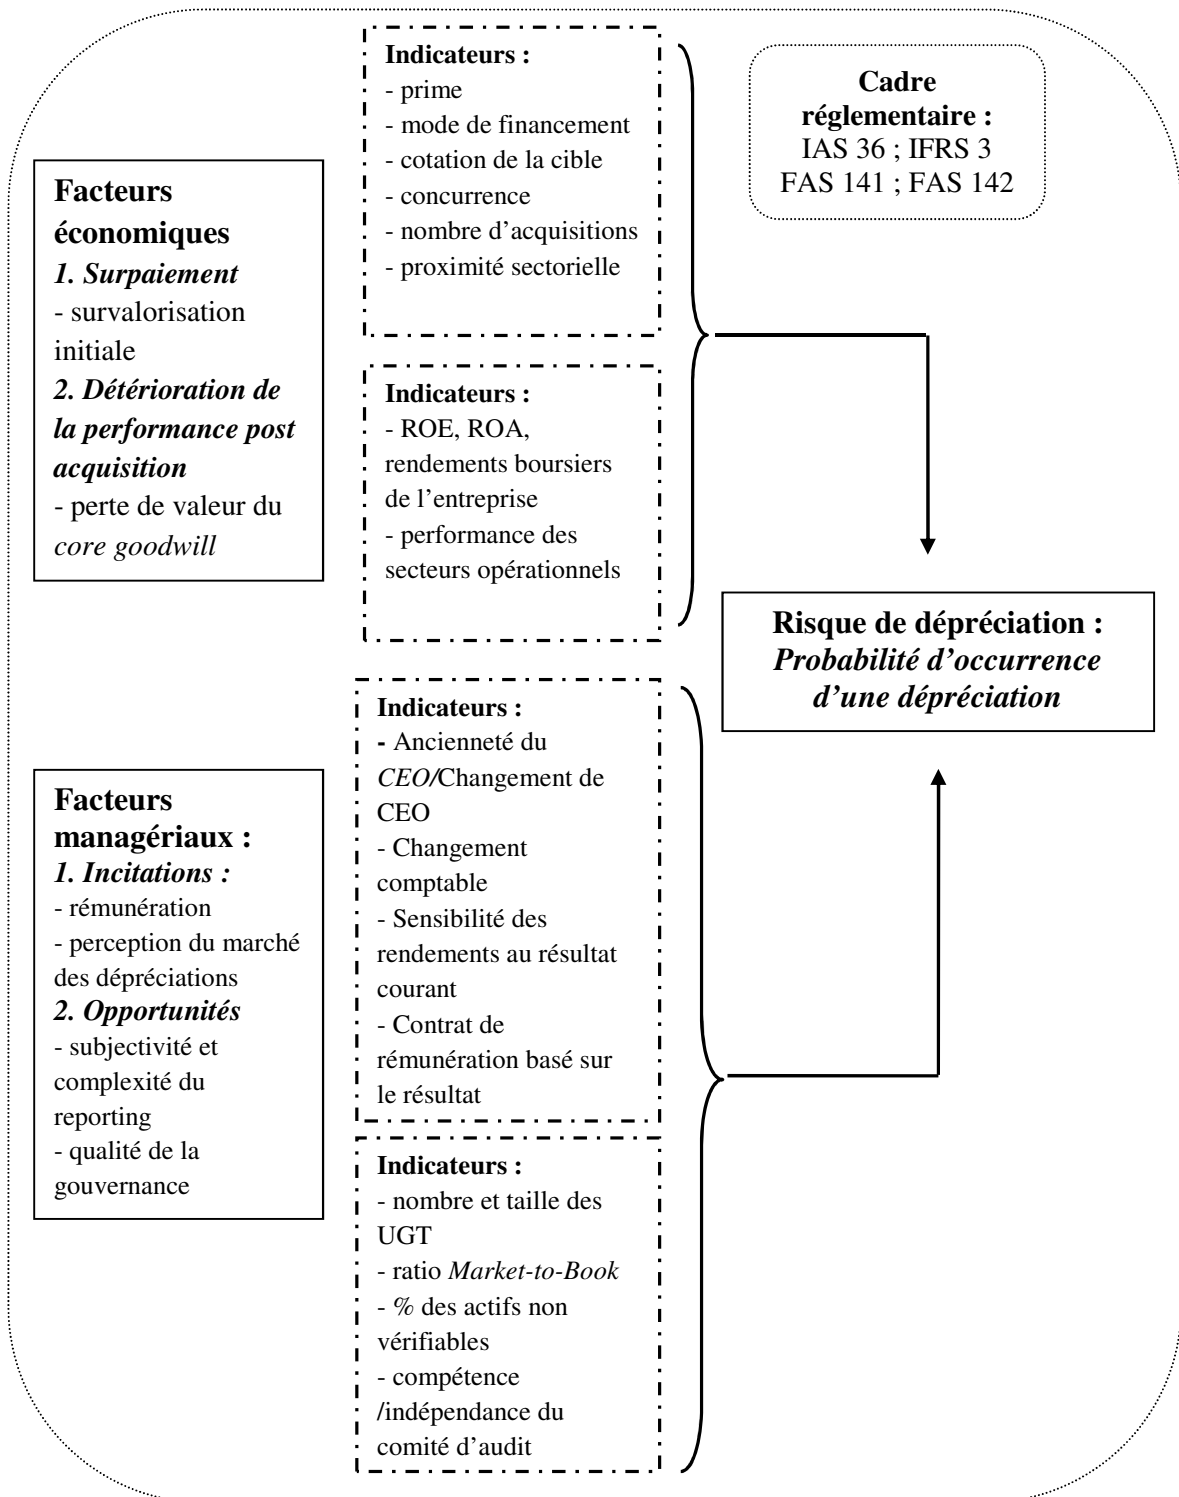 Facteurs
économiques
1. Surpaiement
- survalorisation
initiale
2. Détérioration de
la performance post
acquisition
- perte de valeur du
core goodwill
Indicateurs :
- prime
- mode de financement
- cotation de la cible
- concurrence
- nombre d’acquisitions
- proximité sectorielle
Indicateurs :
- ROE, ROA,
rendements boursiers
de l’entreprise
- performance des
secteurs opérationnels
Cadre
réglementaire :
IAS 36 ; IFRS 3
FAS 141 ; FAS 142
Risque de dépréciation :
Probabilité d’occurrence
d’une dépréciation
Facteurs
managériaux :
1. Incitations :
- rémunération
- perception du marché
des dépréciations
2. Opportunités
- subjectivité et
complexité du
reporting
- qualité de la
gouvernance
Indicateurs :
- Ancienneté du
CEO/Changement de
CEO
- Changement
comptable
- Sensibilité des
rendements au résultat
courant
- Contrat de
rémunération basé sur
le résultat
Indicateurs :
- nombre et taille des
UGT
- ratio Market-to-Book
- % des actifs non
vérifiables
- compétence
/indépendance du
comité d’audit